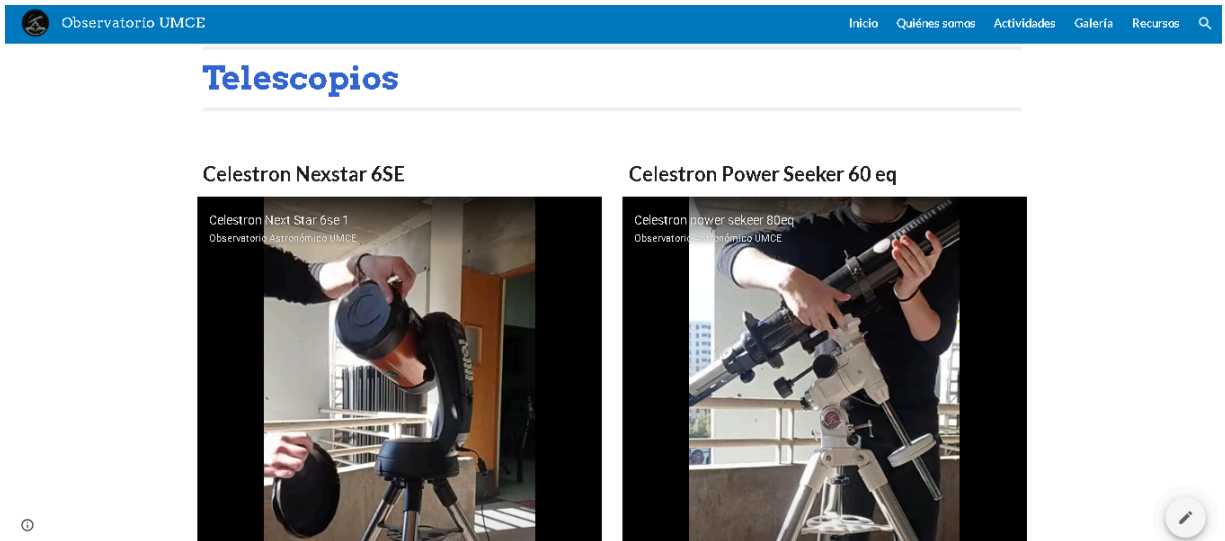 Observatorio UMCE
Inicio Quiénes somos Actividades Galería Recursos
Telescopios
Celestron Nexstar 6SE
Celestron Power Seeker 60 eq
Celestron Next Star 6se 1
Observatorio Astronómico UMCE
Celestron power sekeer 80eq
Observatorio Astronómico UMCE